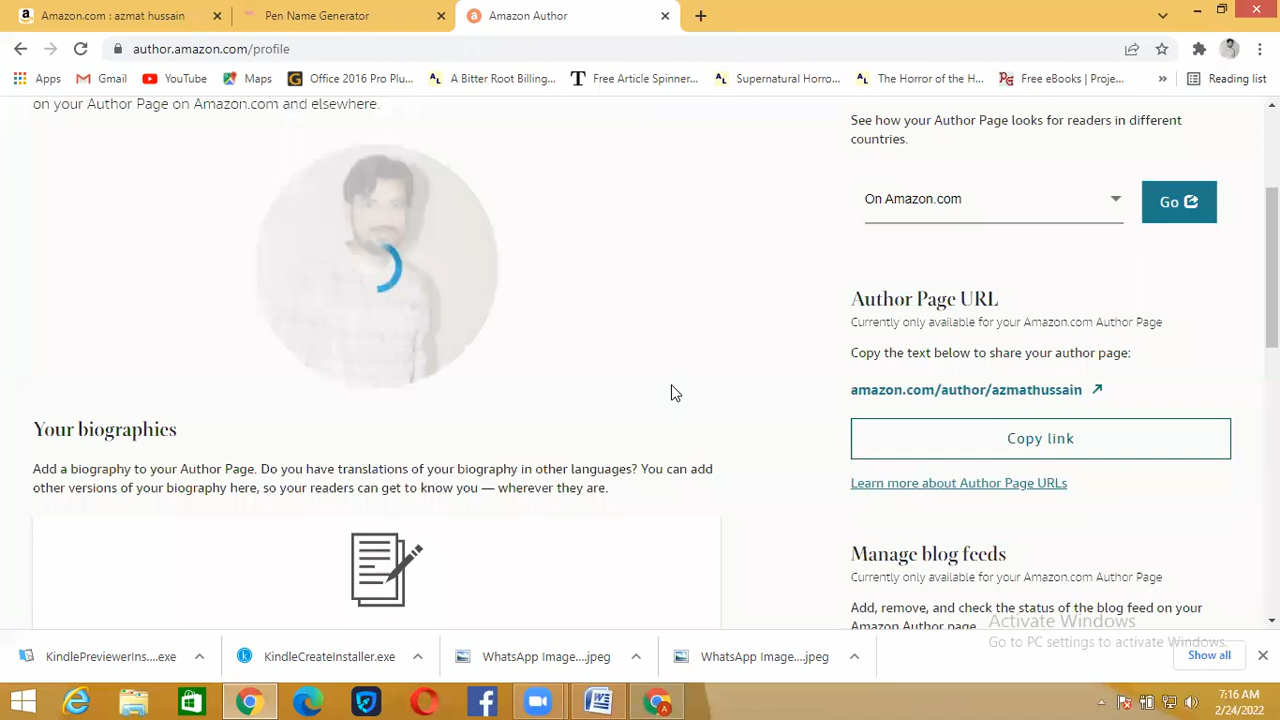 Amazon.com : azmat hussain
Pen Name Generator
Amazon Author
author.amazon.com/profile
Apps
Gmail
YouTube
Maps
Office 2016 Pro Plu...
A Bitter Root Billing...
Free Article Spinner...
Supernatural Horro...
The Horror of the H...
Free eBooks | Proje...
Reading list
on your Author Page on Amazon.com and elsewhere.
Your biographies
Add a biography to your Author Page. Do you have translations of your biography in other languages? You can add
other versions of your biography here, so your readers can get to know you — wherever they are.
See how your Author Page looks for readers in different
countries.
On Amazon.com
Go
Author Page URL
Currently only available for your Amazon.com Author Page
Copy the text below to share your author page:
amazon.com/author/azmathussain
Copy link
Learn more about Author Page URLs
Manage blog feeds
Currently only available for your Amazon.com Author Page
Add, remove, and check the status of the blog feed on your
Amazon Author page
Activate Windows
Go to PC settings to activate Windows.
KindlePreviewerIns....exe
KindleCreateInstaller.exe
WhatsApp Image....jpeg
WhatsApp Image....jpeg
Show all
7:16 AM
2/24/2022